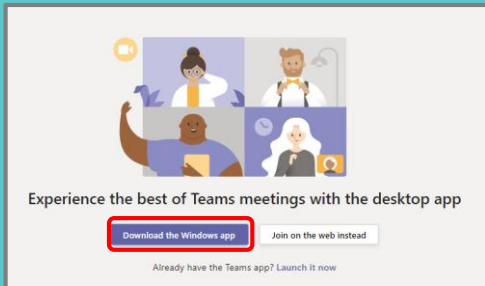 Experience the best of Teams meetings with the desktop app
Download the Windows app Join on the web instead
Already have the Teams app? Launch it now